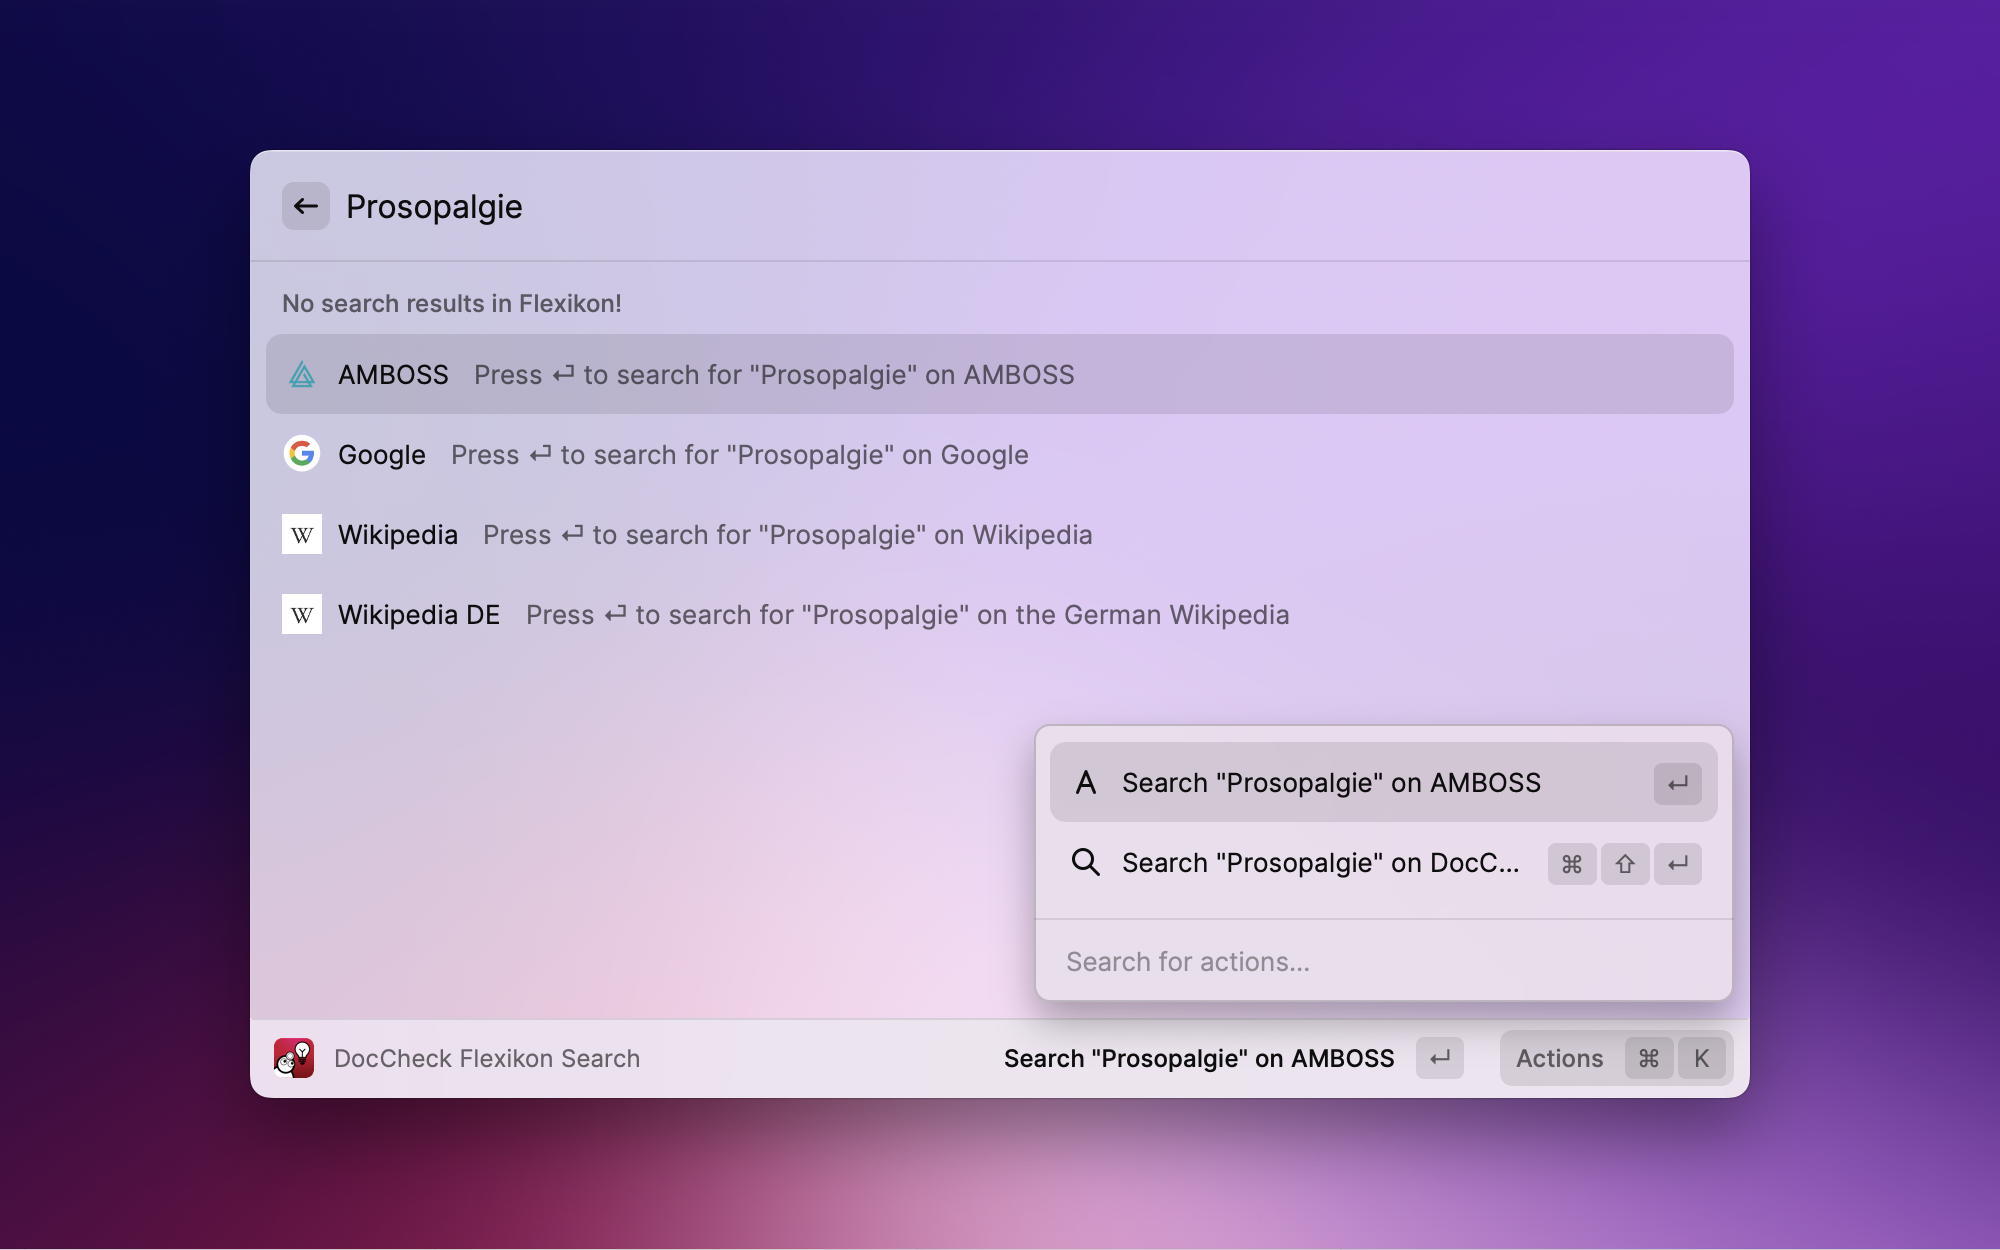 Prosopalgie
No search results in Flexikon!
AMBOSS Press ↵ to search for "Prosopalgie" on AMBOSS
Google Press ↵ to search for "Prosopalgie" on Google
W Wikipedia Press ↵ to search for "Prosopalgie" on Wikipedia
W Wikipedia DE Press ↵ to search for "Prosopalgie" on the German Wikipedia
A Search "Prosopalgie" on AMBOSS ↵
Search "Prosopalgie" on DocC... ⌘ ⇧ ↵
Search for actions...
DocCheck Flexikon Search Search "Prosopalgie" on AMBOSS ↵ Actions ⌘ K